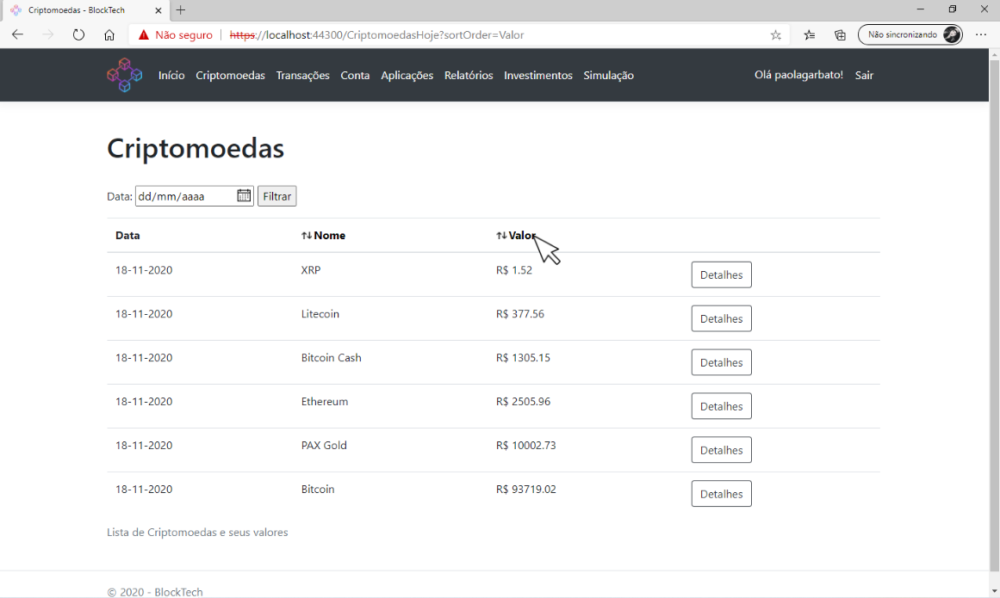 Criptomoedas - BlockTech
Não seguro
https://localhost:44300/CriptomoedasHoje?sortOrder=Valor
Não sincronizando
Início Criptomoedas Transações Conta Aplicações Relatórios Investimentos Simulação Olá paolagarbato! Sair
Criptomoedas
Data: dd/mm/aaaa Filtrar
Data ↑↓Nome ↑↓Valor
18-11-2020 XRP R$ 1.52 Detalhes
18-11-2020 Litecoin R$ 377.56 Detalhes
18-11-2020 Bitcoin Cash R$ 1305.15 Detalhes
18-11-2020 Ethereum R$ 2505.96 Detalhes
18-11-2020 PAX Gold R$ 10002.73 Detalhes
18-11-2020 Bitcoin R$ 93719.02 Detalhes
Lista de Criptomoedas e seus valores
© 2020 - BlockTech